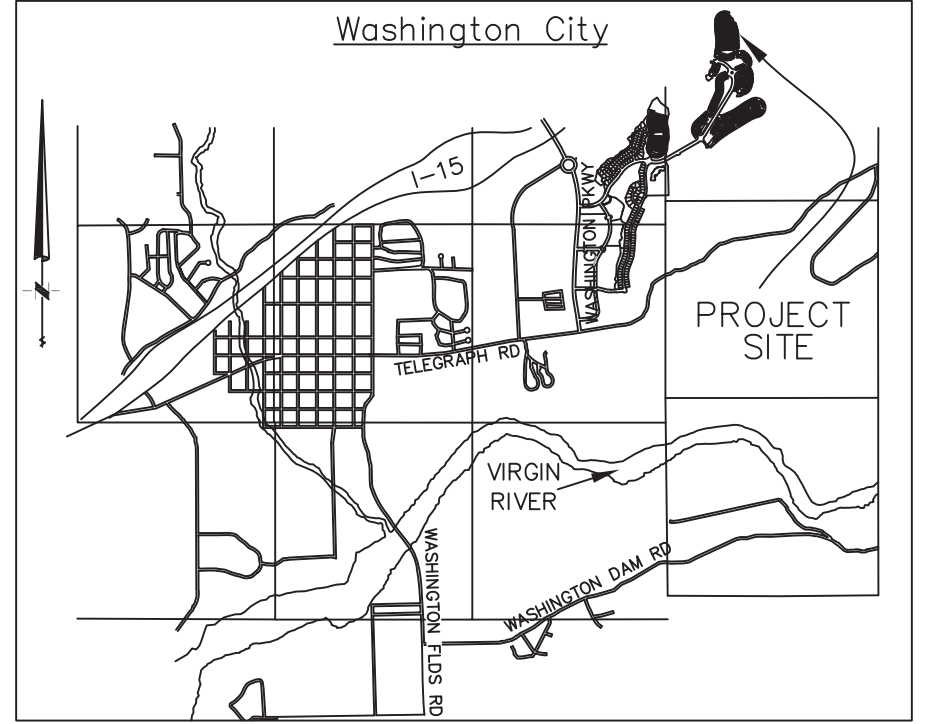 Washington City
I-15
WASHINGTON PKWY
PROJECT
SITE
TELEGRAPH RD
VIRGIN
RIVER
WASHINGTON DAM RD
WASHINGTON FLDS RD